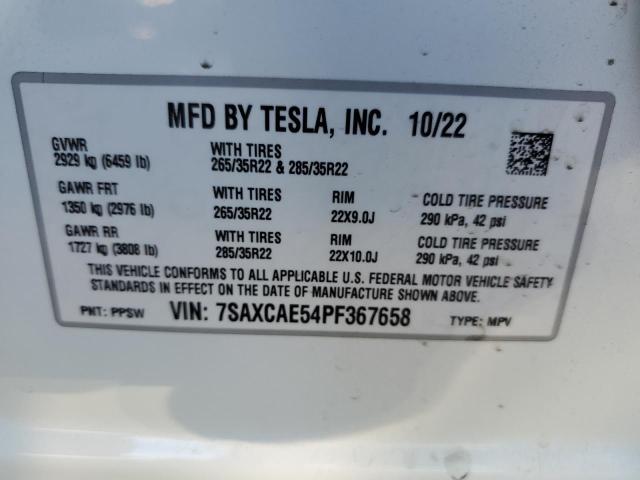 MFD BY TESLA, INC. 10/22
GVWR
2929 kg (6459 lb)
WITH TIRES
265/35R22 & 285/35R22
GAWR FRT
1350 kg (2976 lb)
WITH TIRES
265/35R22
RIM
22X9.0J
COLD TIRE PRESSURE
290 kPa, 42 psi
GAWR RR
1727 kg (3808 lb)
WITH TIRES
285/35R22
RIM
22X10.0J
COLD TIRE PRESSURE
290 kPa, 42 psi
THIS VEHICLE CONFORMS TO ALL APPLICABLE U.S. FEDERAL MOTOR VEHICLE SAFETY
STANDARDS IN EFFECT ON THE DATE OF MANUFACTURE SHOWN ABOVE.
PNT: PPSW VIN: 7SAXCAE54PF367658 TYPE: MPV